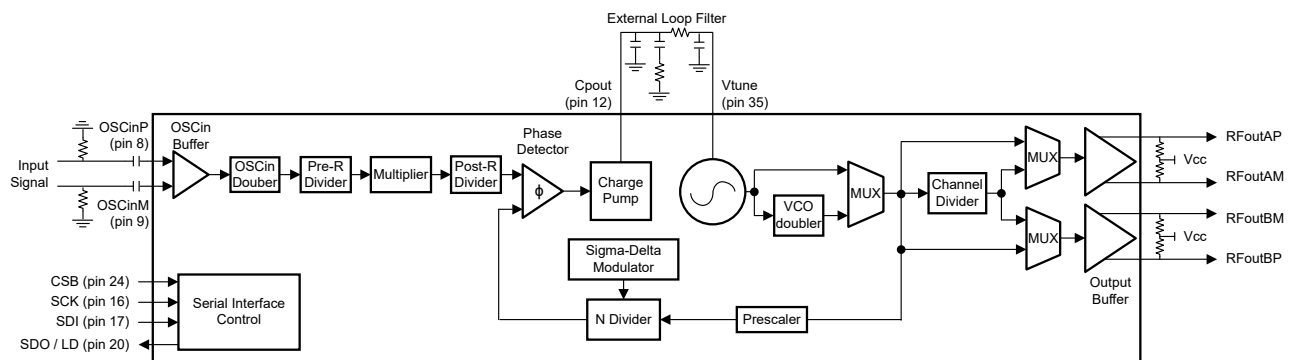 External Loop Filter
Cpout
(pin 12)
Vtune
(pin 35)
OSCinP
(pin 8)
OSCin
Buffer
Input
Signal
OSCinM
(pin 9)
OSCin
Douber
Pre-R
Divider
Multiplier
Post-R
Divider
Phase
Detector
ϕ
Charge
Pump
VCO
doubler
MUX
Channel
Divider
MUX
MUX
RFoutAP
Vcc
RFoutAM
RFoutBM
Vcc
RFoutBP
Output
Buffer
Sigma-Delta
Modulator
N Divider
Prescaler
CSB (pin 24)
SCK (pin 16)
SDI (pin 17)
SDO / LD (pin 20)
Serial Interface
Control